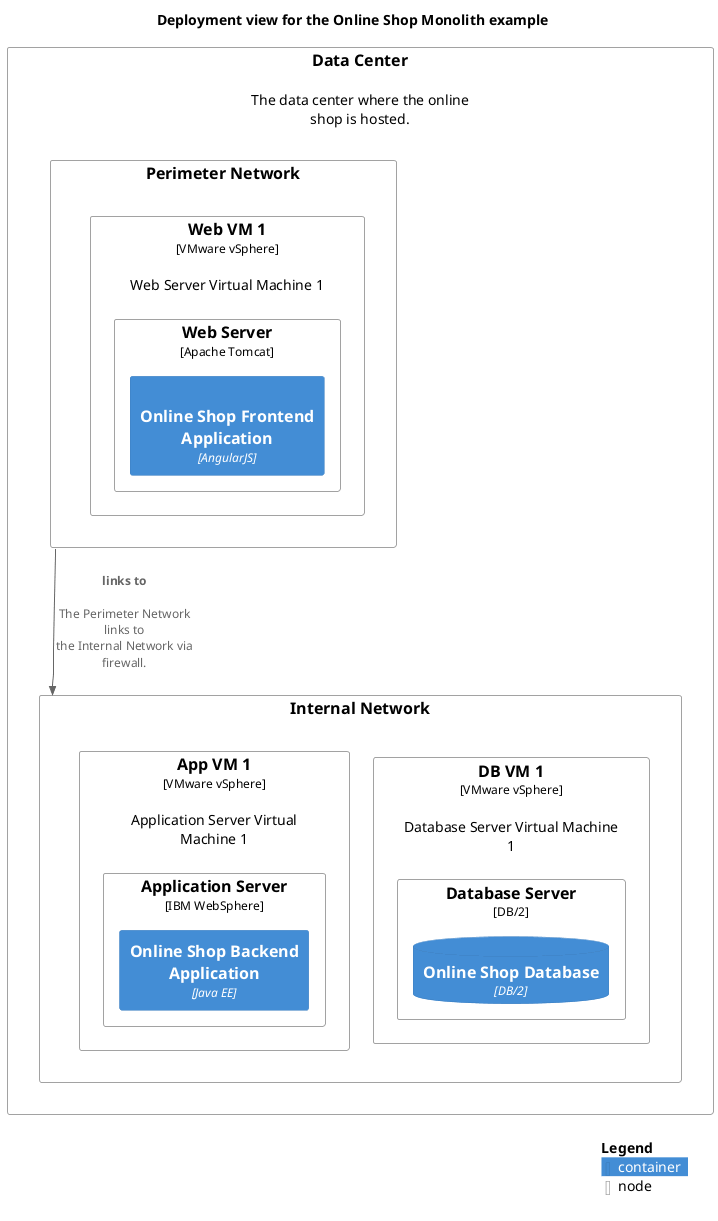 Deployment view for the Online Shop Monolith example
Data Center
The data center where the online
shop is hosted.
Perimeter Network
Web VM 1
[VMware vSphere]
Web Server Virtual Machine 1
Web Server
[Apache Tomcat]
Online Shop Frontend
Application
[AngularJS]
links to
The Perimeter Network
links to
the Internal Network via
firewall.
Internal Network
App VM 1
[VMware vSphere]
Application Server Virtual
Machine 1
Application Server
[IBM WebSphere]
Online Shop Backend
Application
[Java EE]
DB VM 1
[VMware vSphere]
Database Server Virtual Machine
1
Database Server
[DB/2]
Online Shop Database
[DB/2]
Legend
container
node